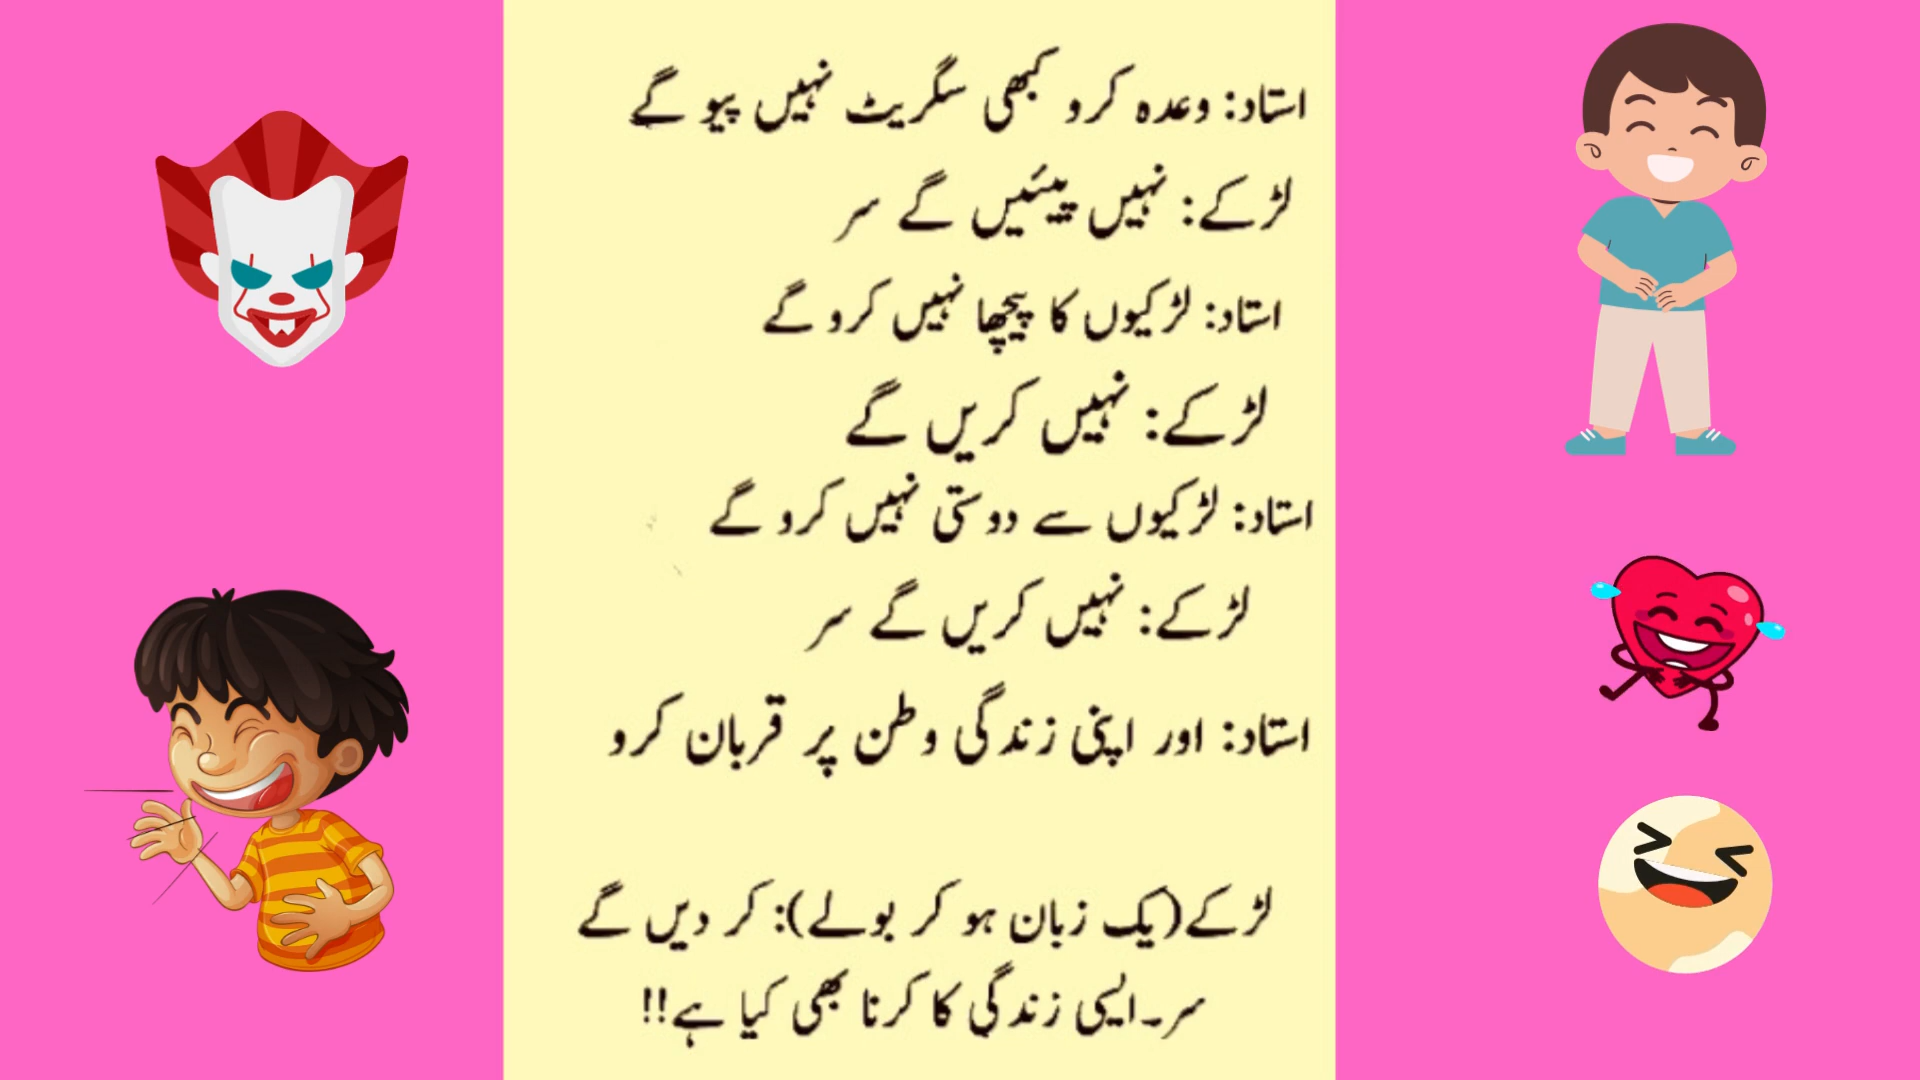 استاد: وعدہ کرو کبھی سگریٹ نہیں پیو گے
لڑکے: نہیں پیئیں گے سر
استاد: لڑکیوں کا پیچھا نہیں کرو گے
لڑکے: نہیں کریں گے
استاد: لڑکیوں سے دوستی نہیں کرو گے
لڑکے: نہیں کریں گے سر
استاد: اور اپنی زندگی وطن پر قربان کرو
لڑکے(یک زبان ہو کر بولے): کر دیں گے
سر۔ایسی زندگی کا کرنا بھی کیا ہے!!